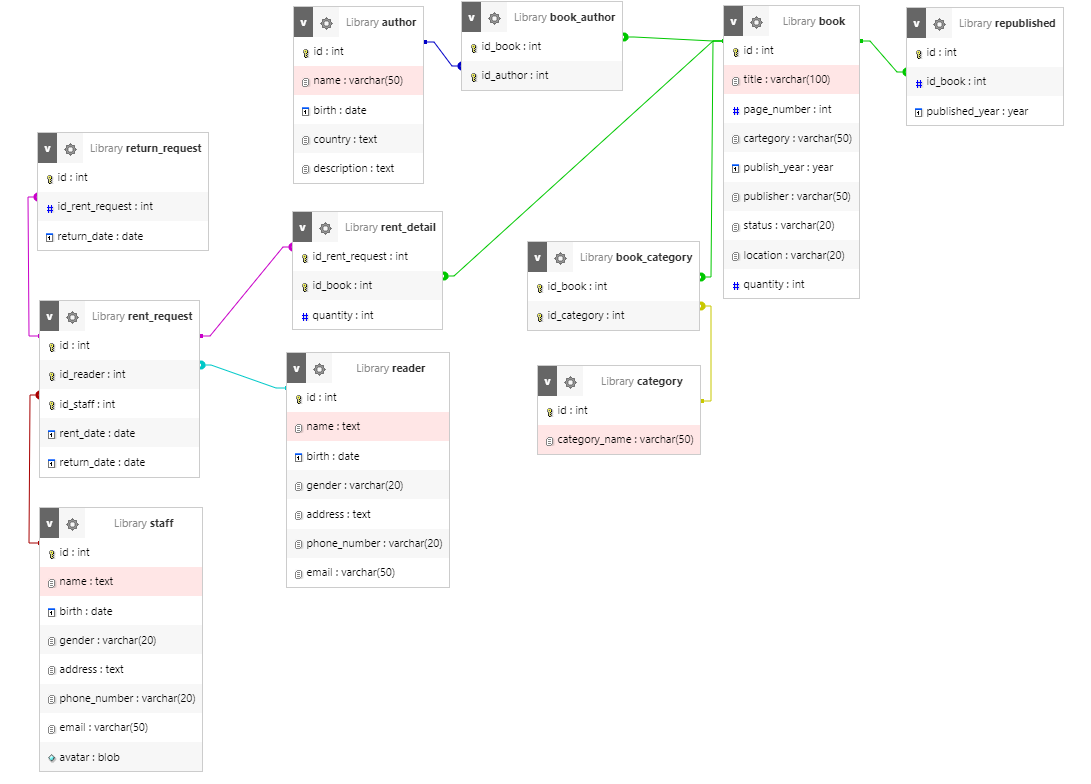 v Library author
id : int
name : varchar(50)
birth : date
country : text
description : text
v Library book_author
id_book : int
id_author : int
v Library book
id : int
title : varchar(100)
page_number : int
cartegory : varchar(50)
publish_year : year
publisher : varchar(50)
status : varchar(20)
location : varchar(20)
quantity : int
v Library republished
id : int
id_book : int
published_year : year
v Library return_request
id : int
id_rent_request : int
return_date : date
v Library rent_detail
id_rent_request : int
id_book : int
quantity : int
v Library book_category
id_book : int
id_category : int
v Library rent_request
id : int
id_reader : int
id_staff : int
rent_date : date
return_date : date
v Library reader
id : int
name : text
birth : date
gender : varchar(20)
address : text
phone_number : varchar(20)
email : varchar(50)
v Library category
id : int
category_name : varchar(50)
v Library staff
id : int
name : text
birth : date
gender : varchar(20)
address : text
phone_number : varchar(20)
email : varchar(50)
avatar : blob